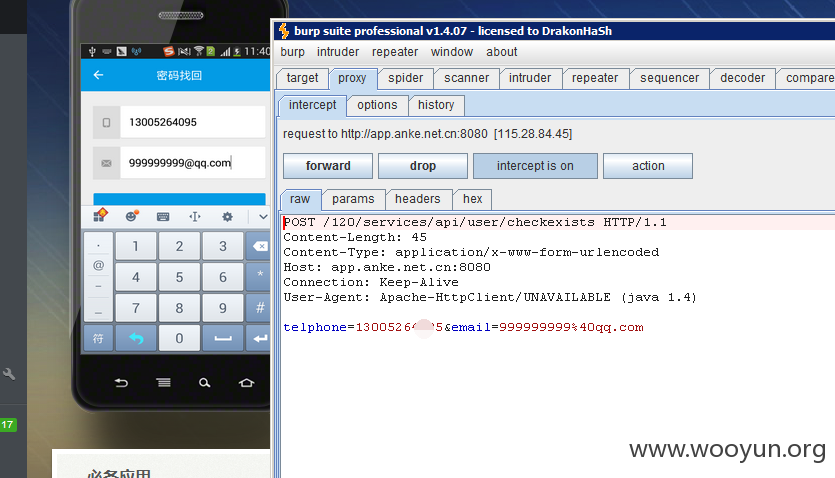 11:40
密码找回
13005264095
999999999@qq.com
· 1 2 3
@ 4 5 6 *
– 7 8 9 #
_ 符 0
17
必备应用
burp suite professional v1.4.07 - licensed to DrakonHaSh
burp intruder repeater window about
target proxy spider scanner intruder repeater sequencer decoder compare
intercept options history
request to http://app.anke.net.cn:8080 [115.28.84.45]
forward drop intercept is on action
raw params headers hex
POST /120/services/api/user/checkexists HTTP/1.1
Content-Length: 45
Content-Type: application/x-www-form-urlencoded
Host: app.anke.net.cn:8080
Connection: Keep-Alive
User-Agent: Apache-HttpClient/UNAVAILABLE (java 1.4)
telphone=13005264 5&email=999999999%40qq.com
www.wooyun.org